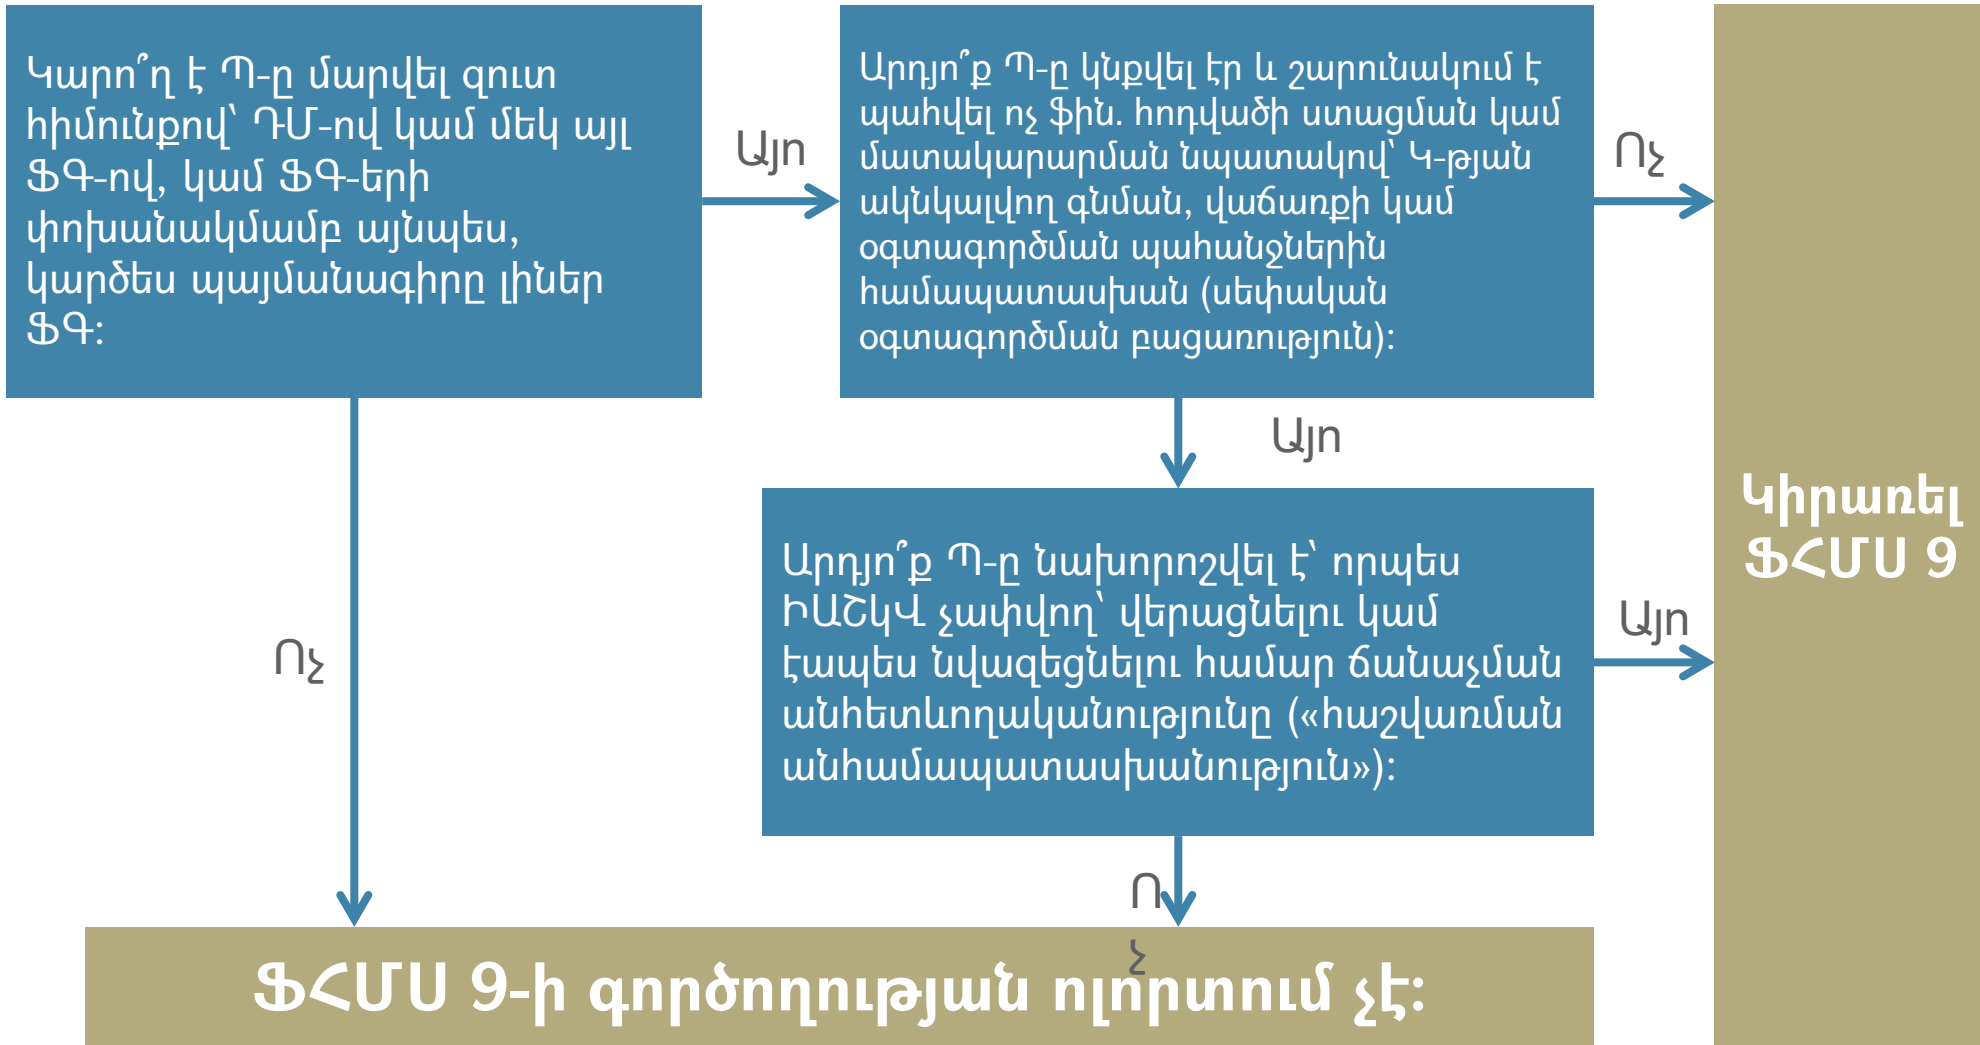 Կարո՞ղ է Պ-ը մարվել զուտ
հիմունքով՝ ԴՄ-ով կամ մեկ այլ
ՖԳ-ով, կամ ՖԳ-երի
փոխանակմամբ այնպես,
կարծես պայմանագիրը լիներ
ՖԳ:
Այո
Արդյո՞ք Պ-ը կնքվել էր և շարունակում է
պահվել ոչ ֆին. հոդվածի ստացման կամ
մատակարարման նպատակով՝ Կ-թյան
ակնկալվող գնման, վաճառքի կամ
օգտագործման պահանջներին
համապատասխան (սեփական
օգտագործման բացառություն):
Ոչ
Այո
Արդյո՞ք Պ-ը նախորոշվել է՝ որպես
ԻԱՇկՎ չափվող՝ վերացնելու կամ
էապես նվազեցնելու համար ճանաչման
անհետևողականությունը («հաշվառման
անհամապատասխանություն»):
Այո
Կիրառել
ՖՀՄՍ 9
Ոչ
Ո
չ
ՖՀՄՍ 9-ի գործողության ոլորտում չէ: